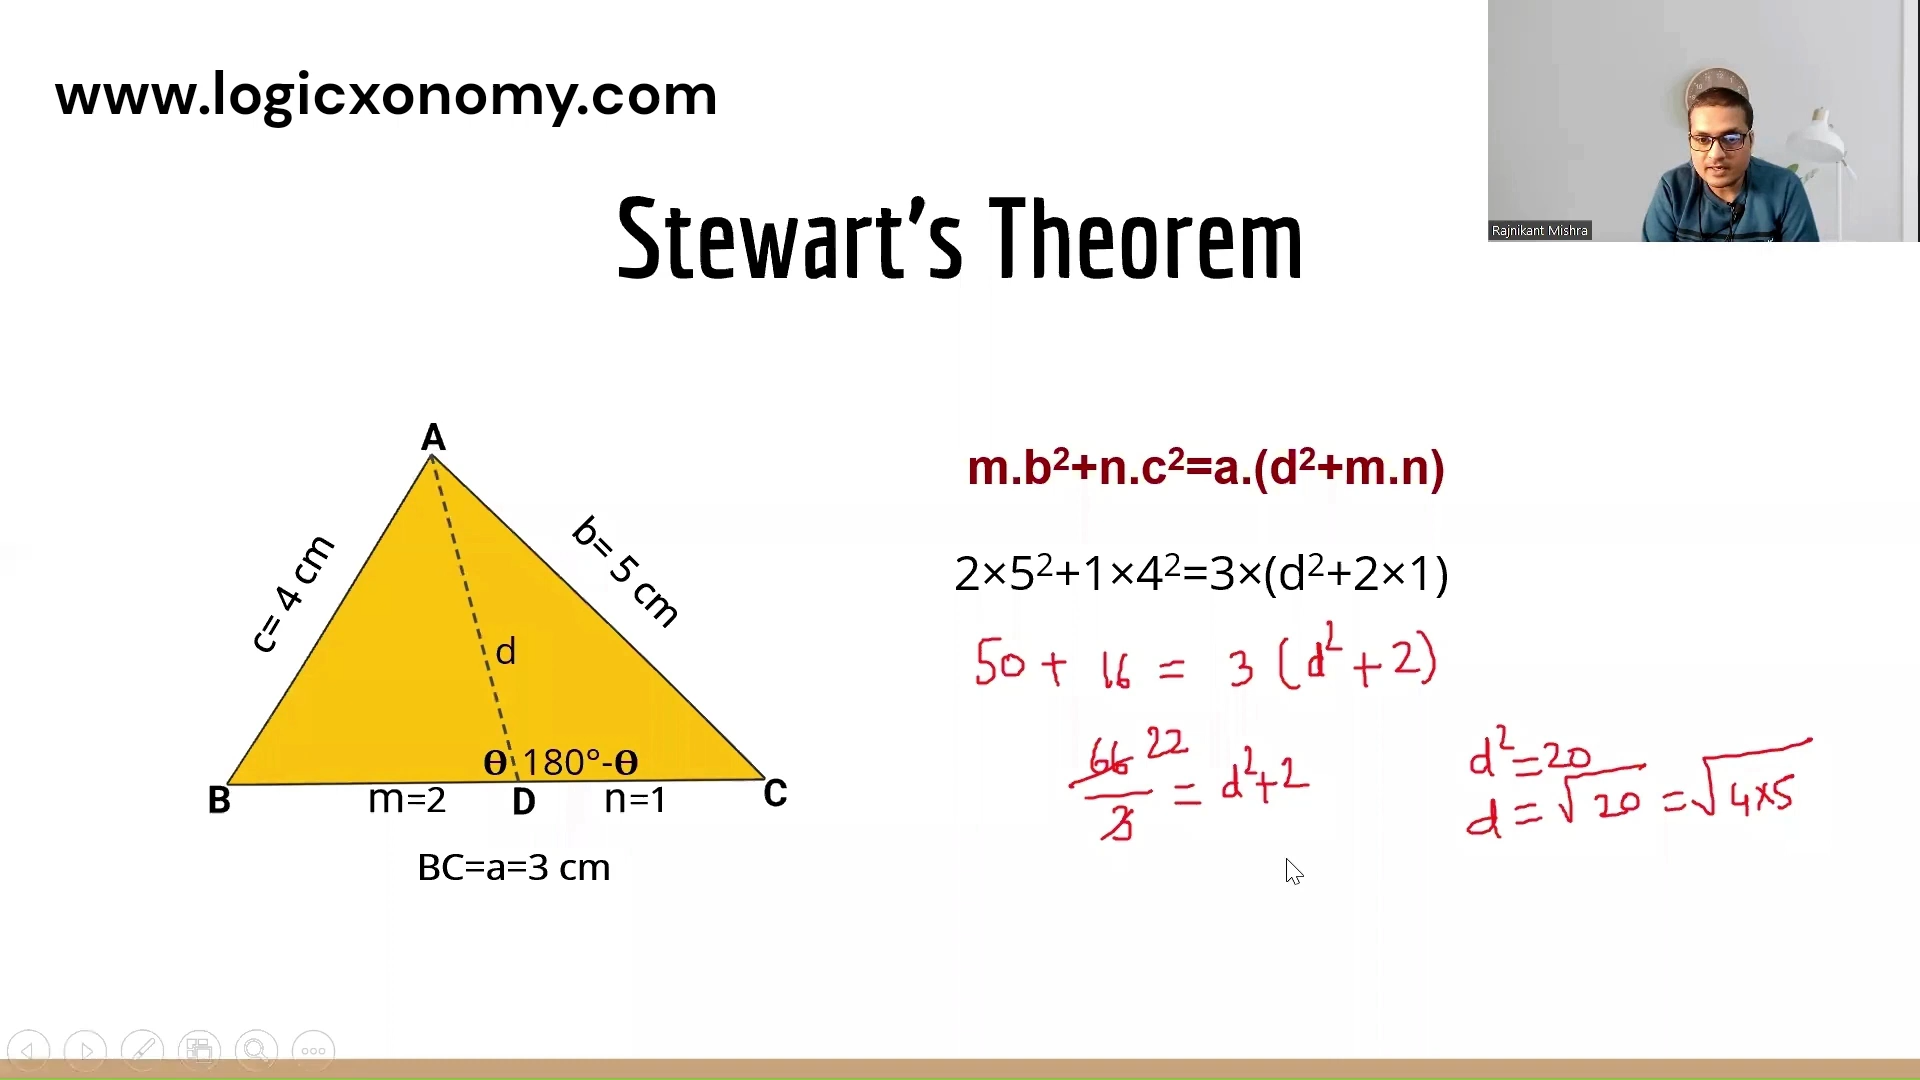 www.logicxonomy.com
Rajnikant Mishra
Stewart's Theorem
A
c= 4 cm
b= 5 cm
d
ө 180°-ө
B
m=2
D
n=1
C
BC=a=3 cm
m.b²+n.c²=a.(d²+m.n)
2×5²+1×4²=3×(d²+2×1)
50 + 16 = 3 (d² + 2)
66 22
3
= d²+2
d² = 20
d = √20 = √4×5